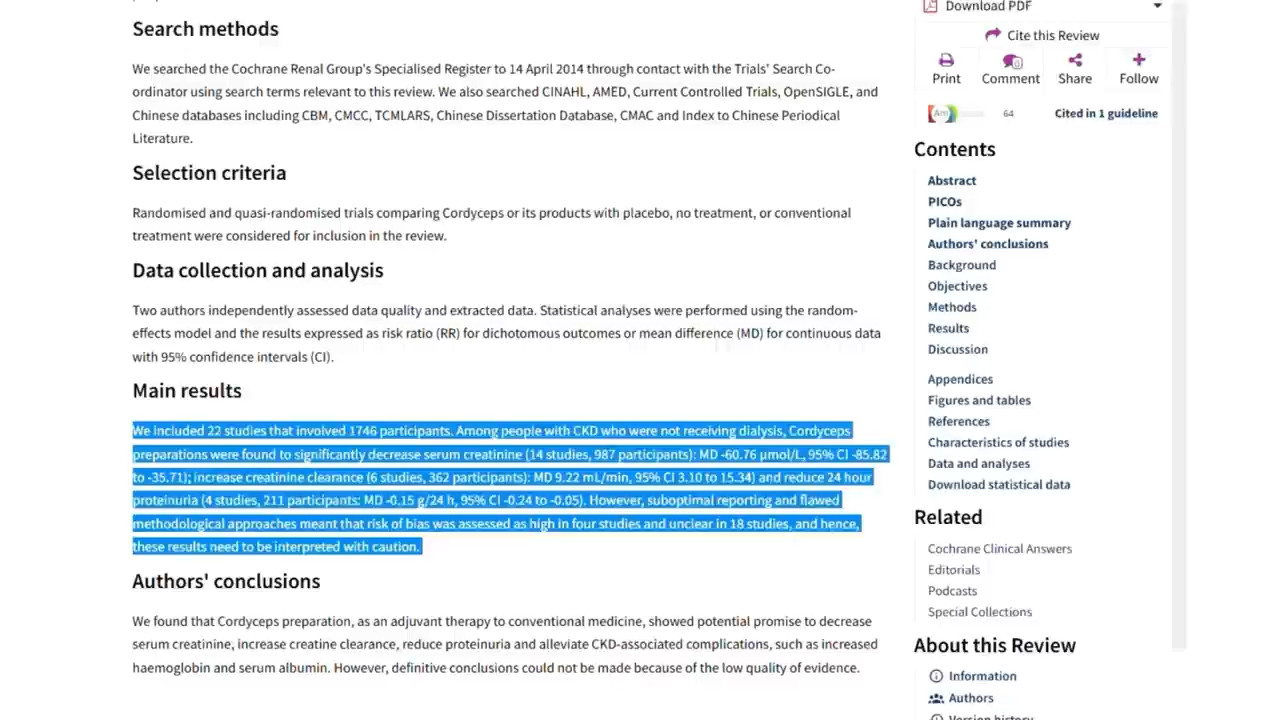 Search methods
We searched the Cochrane Renal Group's Specialised Register to 14 April 2014 through contact with the Trials' Search Co-
ordinator using search terms relevant to this review. We also searched CINAHL, AMED, Current Controlled Trials, OpenSIGLE, and
Chinese databases including CBM, CMCC, TCMLARS, Chinese Dissertation Database, CMAC and Index to Chinese Periodical
Literature.
Selection criteria
Randomised and quasi-randomised trials comparing Cordyceps or its products with placebo, no treatment, or conventional
treatment were considered for inclusion in the review.
Data collection and analysis
Two authors independently assessed data quality and extracted data. Statistical analyses were performed using the random-
effects model and the results expressed as risk ratio (RR) for dichotomous outcomes or mean difference (MD) for continuous data
with 95% confidence intervals (CI).
Main results
We included 22 studies that involved 1746 participants. Among people with CKD who were not receiving dialysis, Cordyceps
preparations were found to significantly decrease serum creatinine (14 studies, 987 participants): MD -60.76 μmol/L, 95% CI -85.82
to -35.71); increase creatinine clearance (6 studies, 362 participants): MD 9.22 mL/min, 95% CI 3.10 to 15.34) and reduce 24 hour
proteinuria (4 studies, 211 participants: MD -0.15 g/24 h, 95% CI -0.24 to -0.05). However, suboptimal reporting and flawed
methodological approaches meant that risk of bias was assessed as high in four studies and unclear in 18 studies, and hence,
these results need to be interpreted with caution.
Authors' conclusions
We found that Cordyceps preparation, as an adjuvant therapy to conventional medicine, showed potential promise to decrease
serum creatinine, increase creatine clearance, reduce proteinuria and alleviate CKD-associated complications, such as increased
haemoglobin and serum albumin. However, definitive conclusions could not be made because of the low quality of evidence.
Download PDF
Cite this Review
Print Comment Share Follow
Am 64 Cited in 1 guideline
Contents
Abstract
PICOs
Plain language summary
Authors' conclusions
Background
Objectives
Methods
Results
Discussion
Appendices
Figures and tables
References
Characteristics of studies
Data and analyses
Download statistical data
Related
Cochrane Clinical Answers
Editorials
Podcasts
Special Collections
About this Review
Information
Authors
Version history